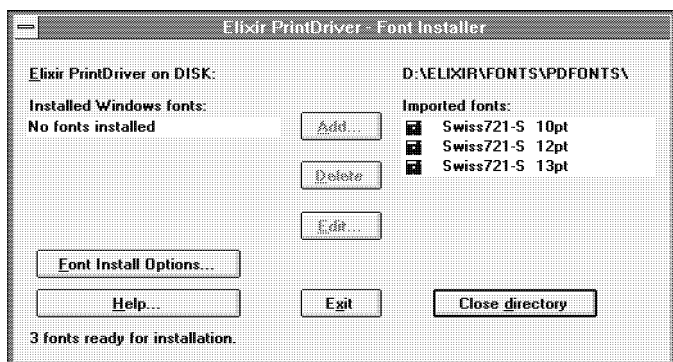 Elixir PrintDriver - Font Installer
Elixir PrintDriver on DISK:
D:\ELIXIR\FONTS\PDFONTS\
Installed Windows fonts:
Imported fonts:
No fonts installed
Add...
Swiss721-S 10pt
Swiss721-S 12pt
Swiss721-S 13pt
Delete
Edit...
Font Install Options...
Help...
Exit
Close directory
3 fonts ready for installation.